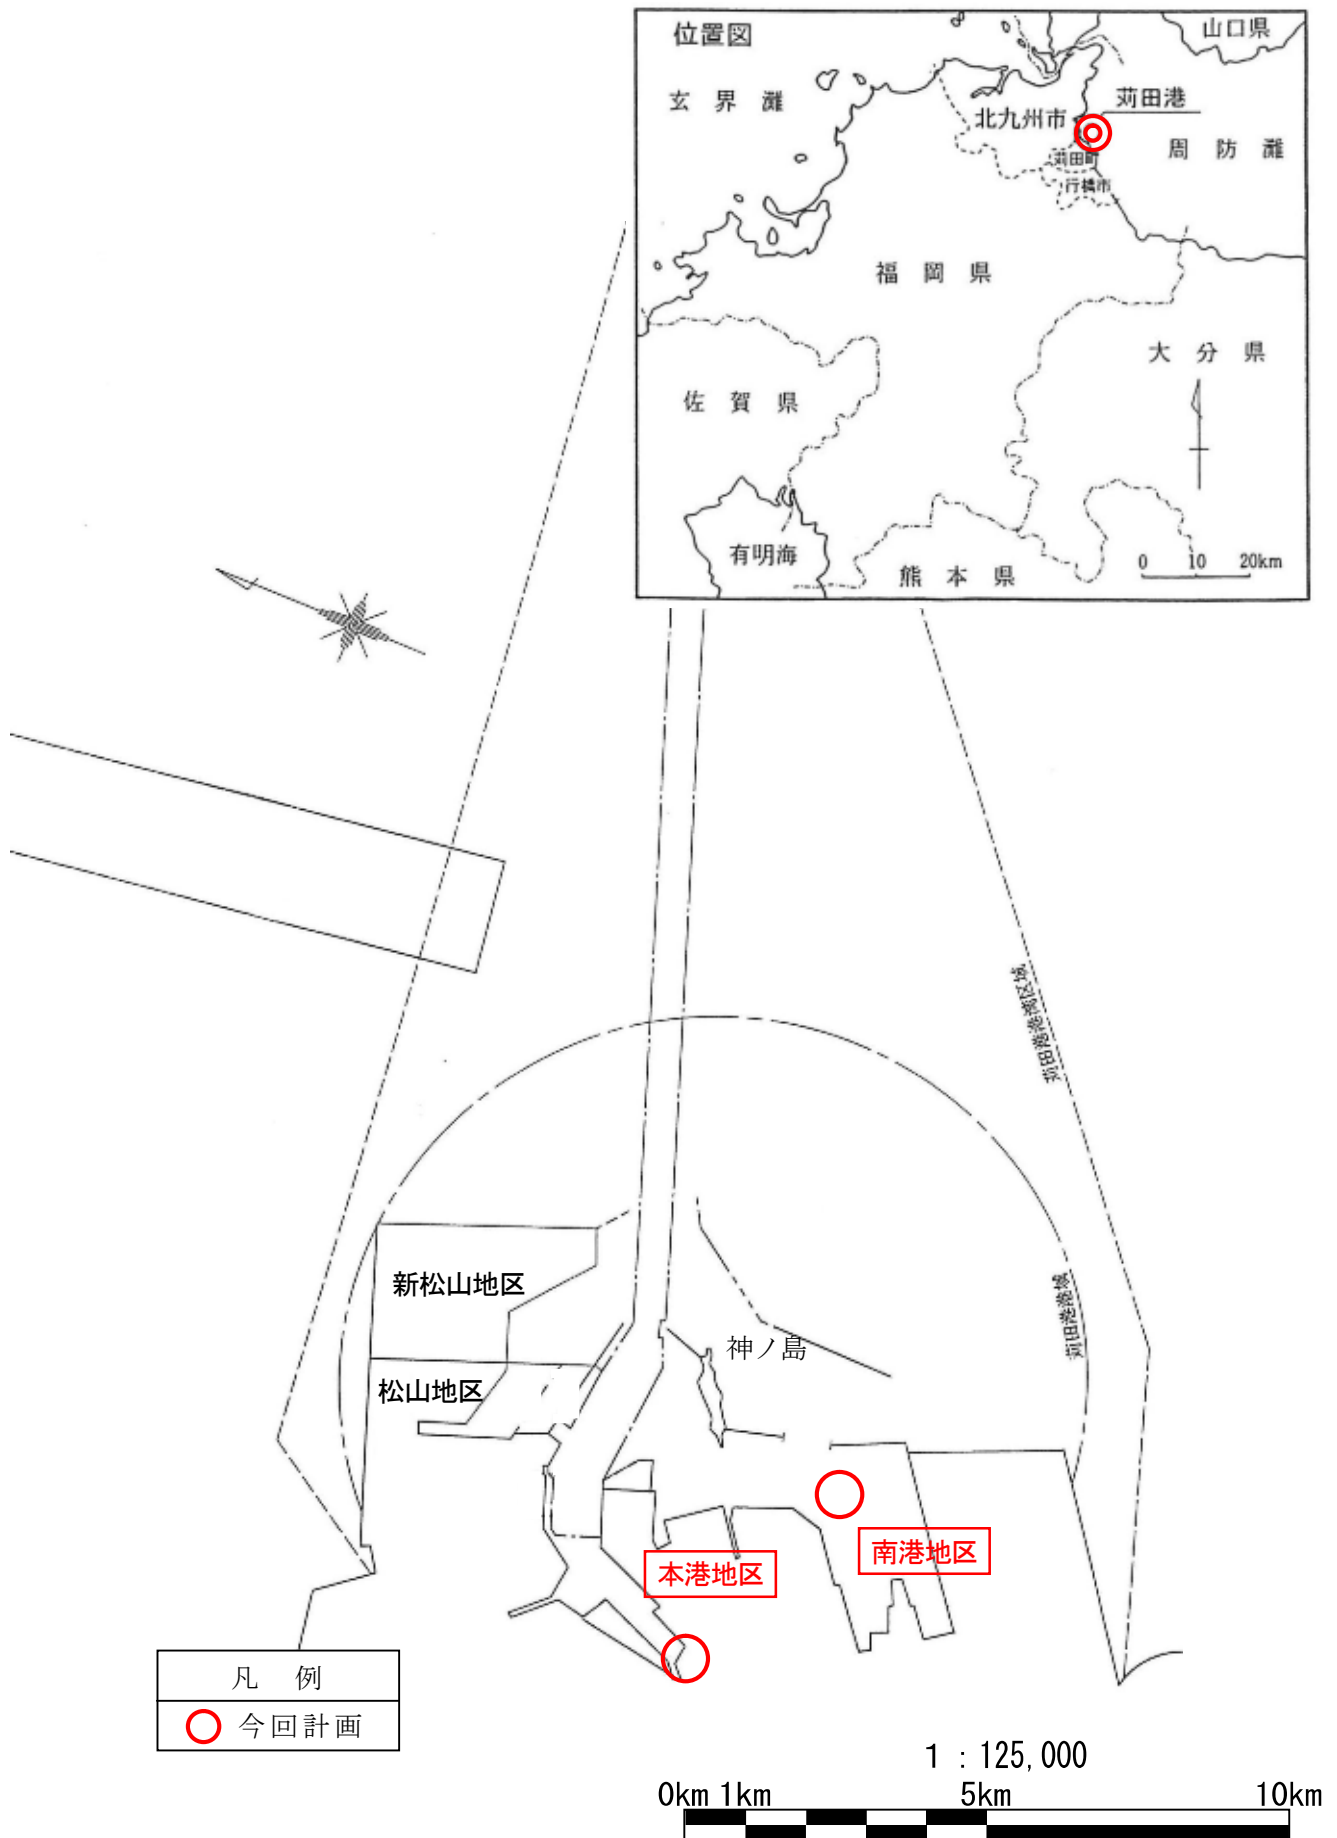 位置図
山口県
玄界灘
苅田港
北九州市
周防灘
苅田町
行橋市
福岡県
大分県
佐賀県
有明海
熊本県
0 10 20km
苅田港港湾区域
新松山地区
苅田港港域
神ノ島
松山地区
南港地区
本港地区
凡 例
今回計画
1 : 125,000
0km 1km 5km 10km